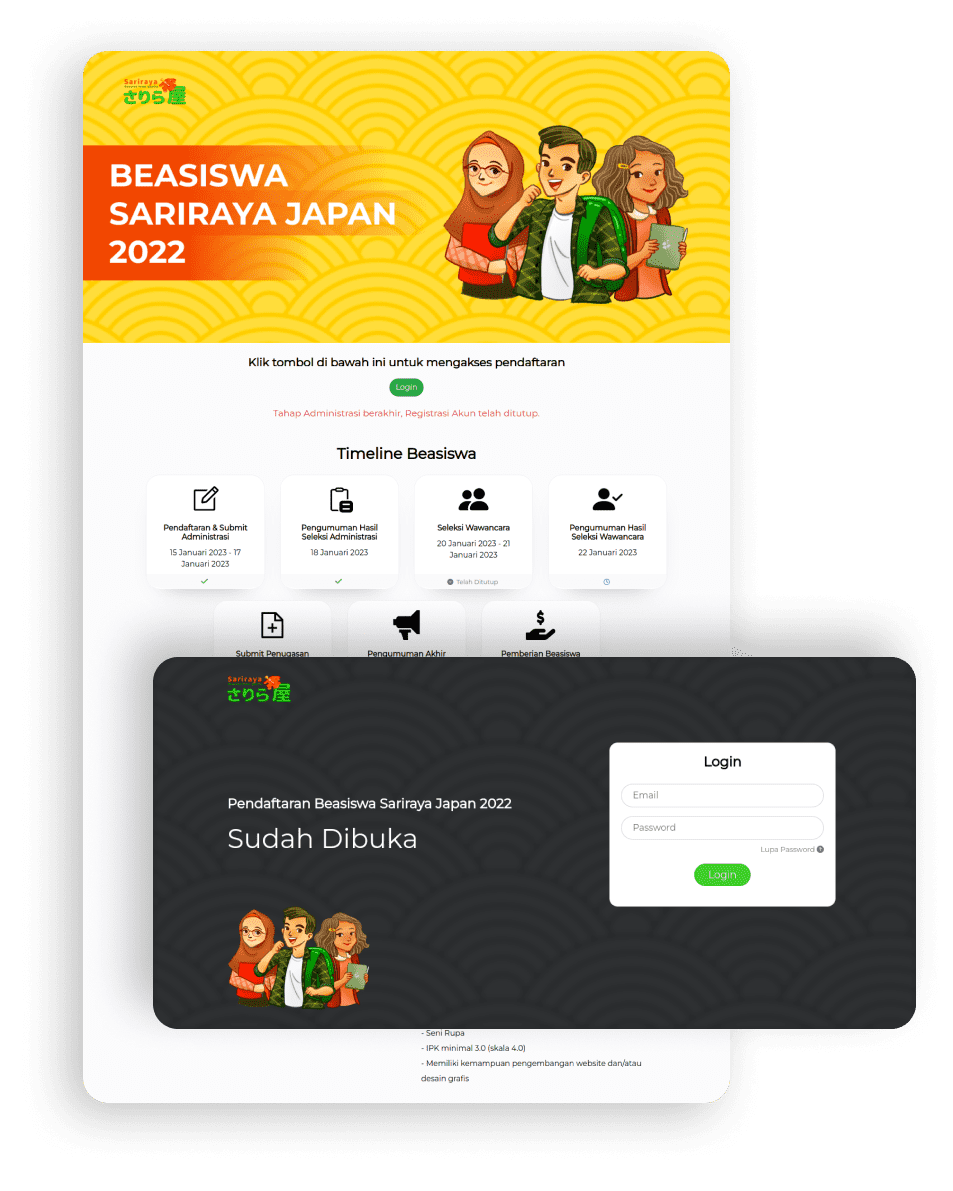 Sariraya
さりら屋
BEASISWA
SARIRAYA JAPAN
2022
Klik tombol di bawah ini untuk mengakses pendaftaran
Login
Tahap Administrasi berakhir, Registrasi Akun telah ditutup.
Timeline Beasiswa
Pendaftaran & Submit
Administrasi
15 Januari 2023 - 17
Januari 2023
Pengumuman Hasil
Seleksi Administrasi
18 Januari 2023
Seleksi Wawancara
20 Januari 2023 - 21
Januari 2023
Telah Ditutup
Pengumuman Hasil
Seleksi Wawancara
22 Januari 2023
Submit Penugasan
Pengumuman Akhir
Pemberian Beasiswa
Sariraya
さりら屋
Pendaftaran Beasiswa Sariraya Japan 2022
Sudah Dibuka
Login
Email
Password
Lupa Password
Login
- Seni Rupa
- IPK minimal 3.0 (skala 4.0)
- Memiliki kemampuan pengembangan website dan/atau
desain grafis